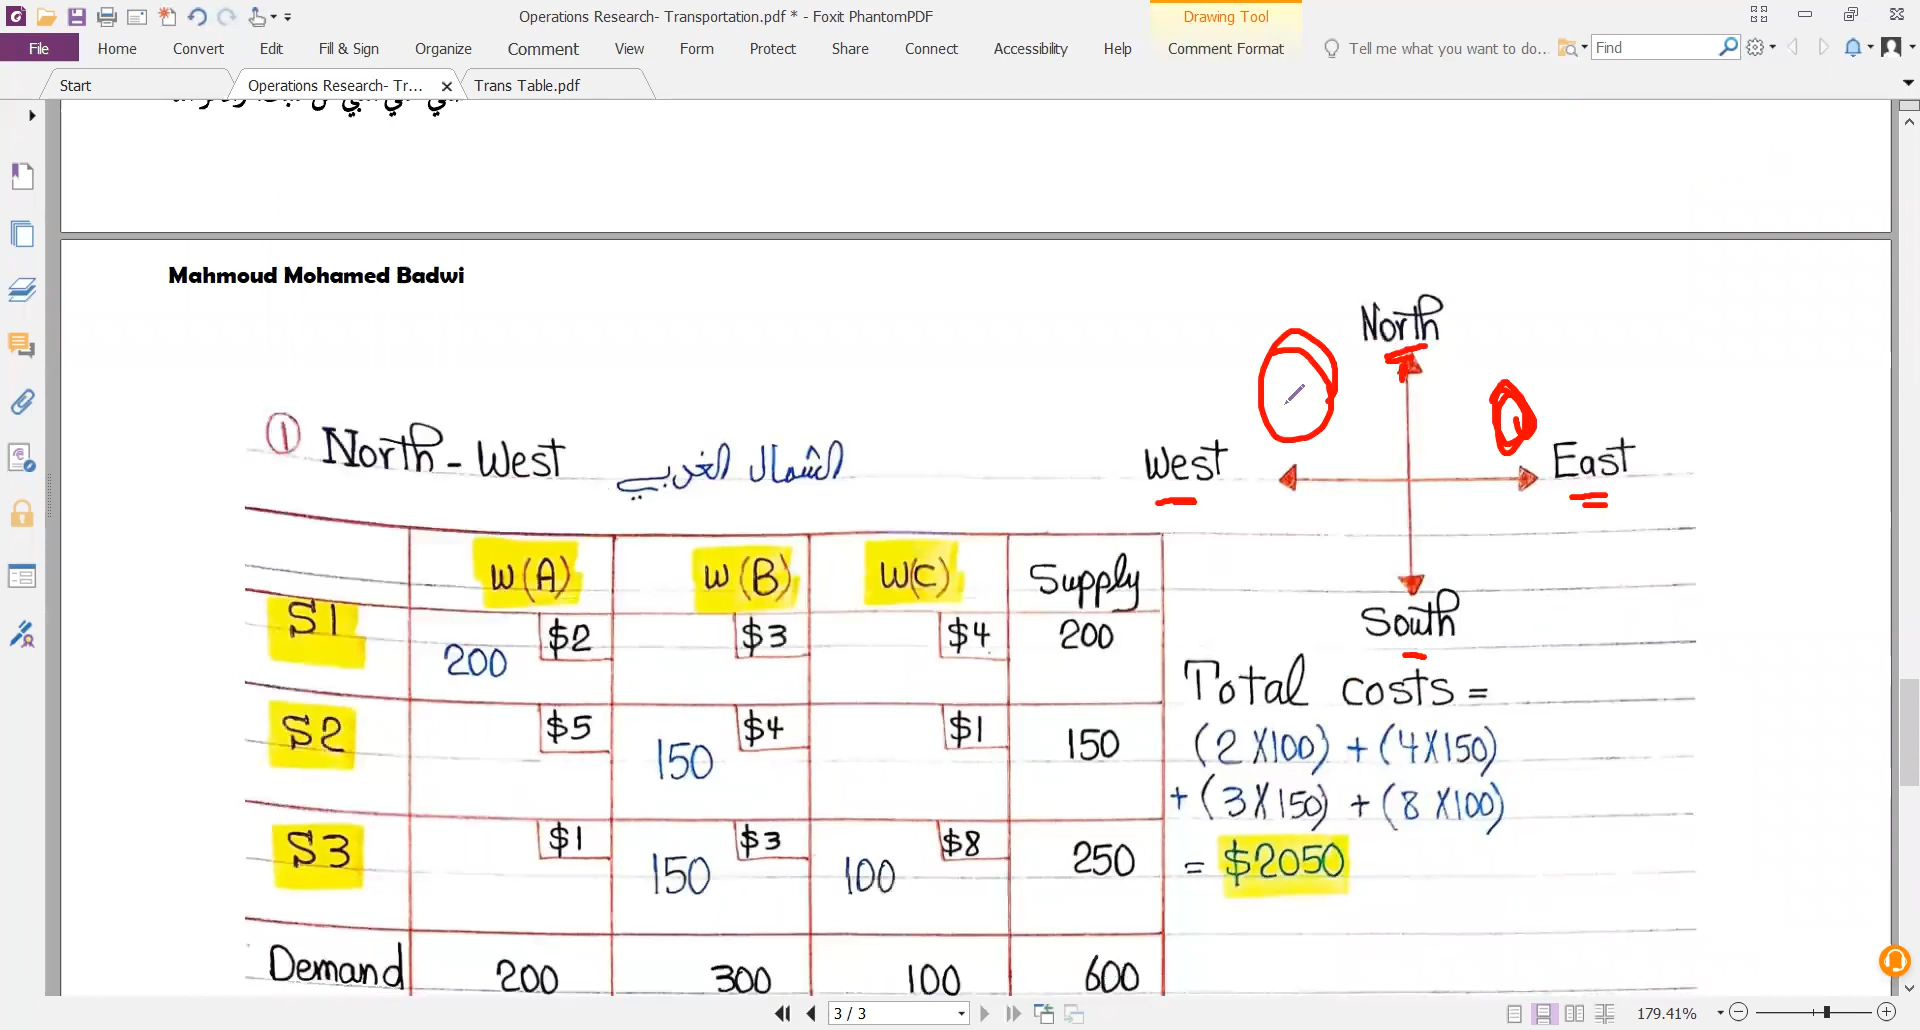 Operations Research- Transportation.pdf * - Foxit PhantomPDF
Drawing Tool
File Home Convert Edit Fill & Sign Organize Comment View Form Protect Share Connect Accessibility Help Comment Format Tell me what you want to do... Find
Start Operations Research- Tr... Trans Table.pdf
Mahmoud Mohamed Badwi
North
West East
South
① North - West الشمال الغربي
W(A) W(B) W(C) Supply
S1 200 $2 $3 $4 200
S2 $5 150 $4 $1 150
S3 $1 150 $3 100 $8 250
Demand 200 300 100 600
Total costs =
(2X100) + (4X150)
+ (3X150) + (8X100)
= $2050
3 / 3
179.41%